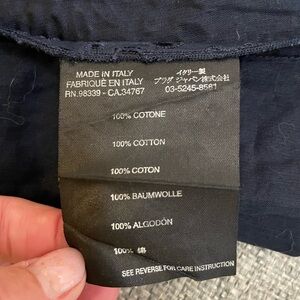 MADE IN ITALY
FABRIQUÉ EN ITALY
RN.98339 - CA.34767
イタリー製
プラダ ジャパン株式会社
03-5245-8581
100% COTONE
100% COTTON
100% COTON
100% BAUMWOLLE
100% ALGODÓN
100% 綿
SEE REVERSE FOR CARE INSTRUCTION